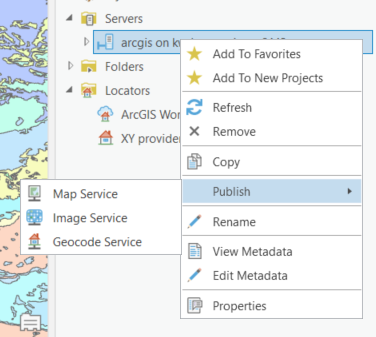 Servers
arcgis on
Add To Favorites
Folders
Add To New Projects
Locators
Refresh
ArcGIS Wor
Remove
XY provide
Copy
Publish
Map Service
Image Service
Rename
Geocode Service
View Metadata
Edit Metadata
Properties